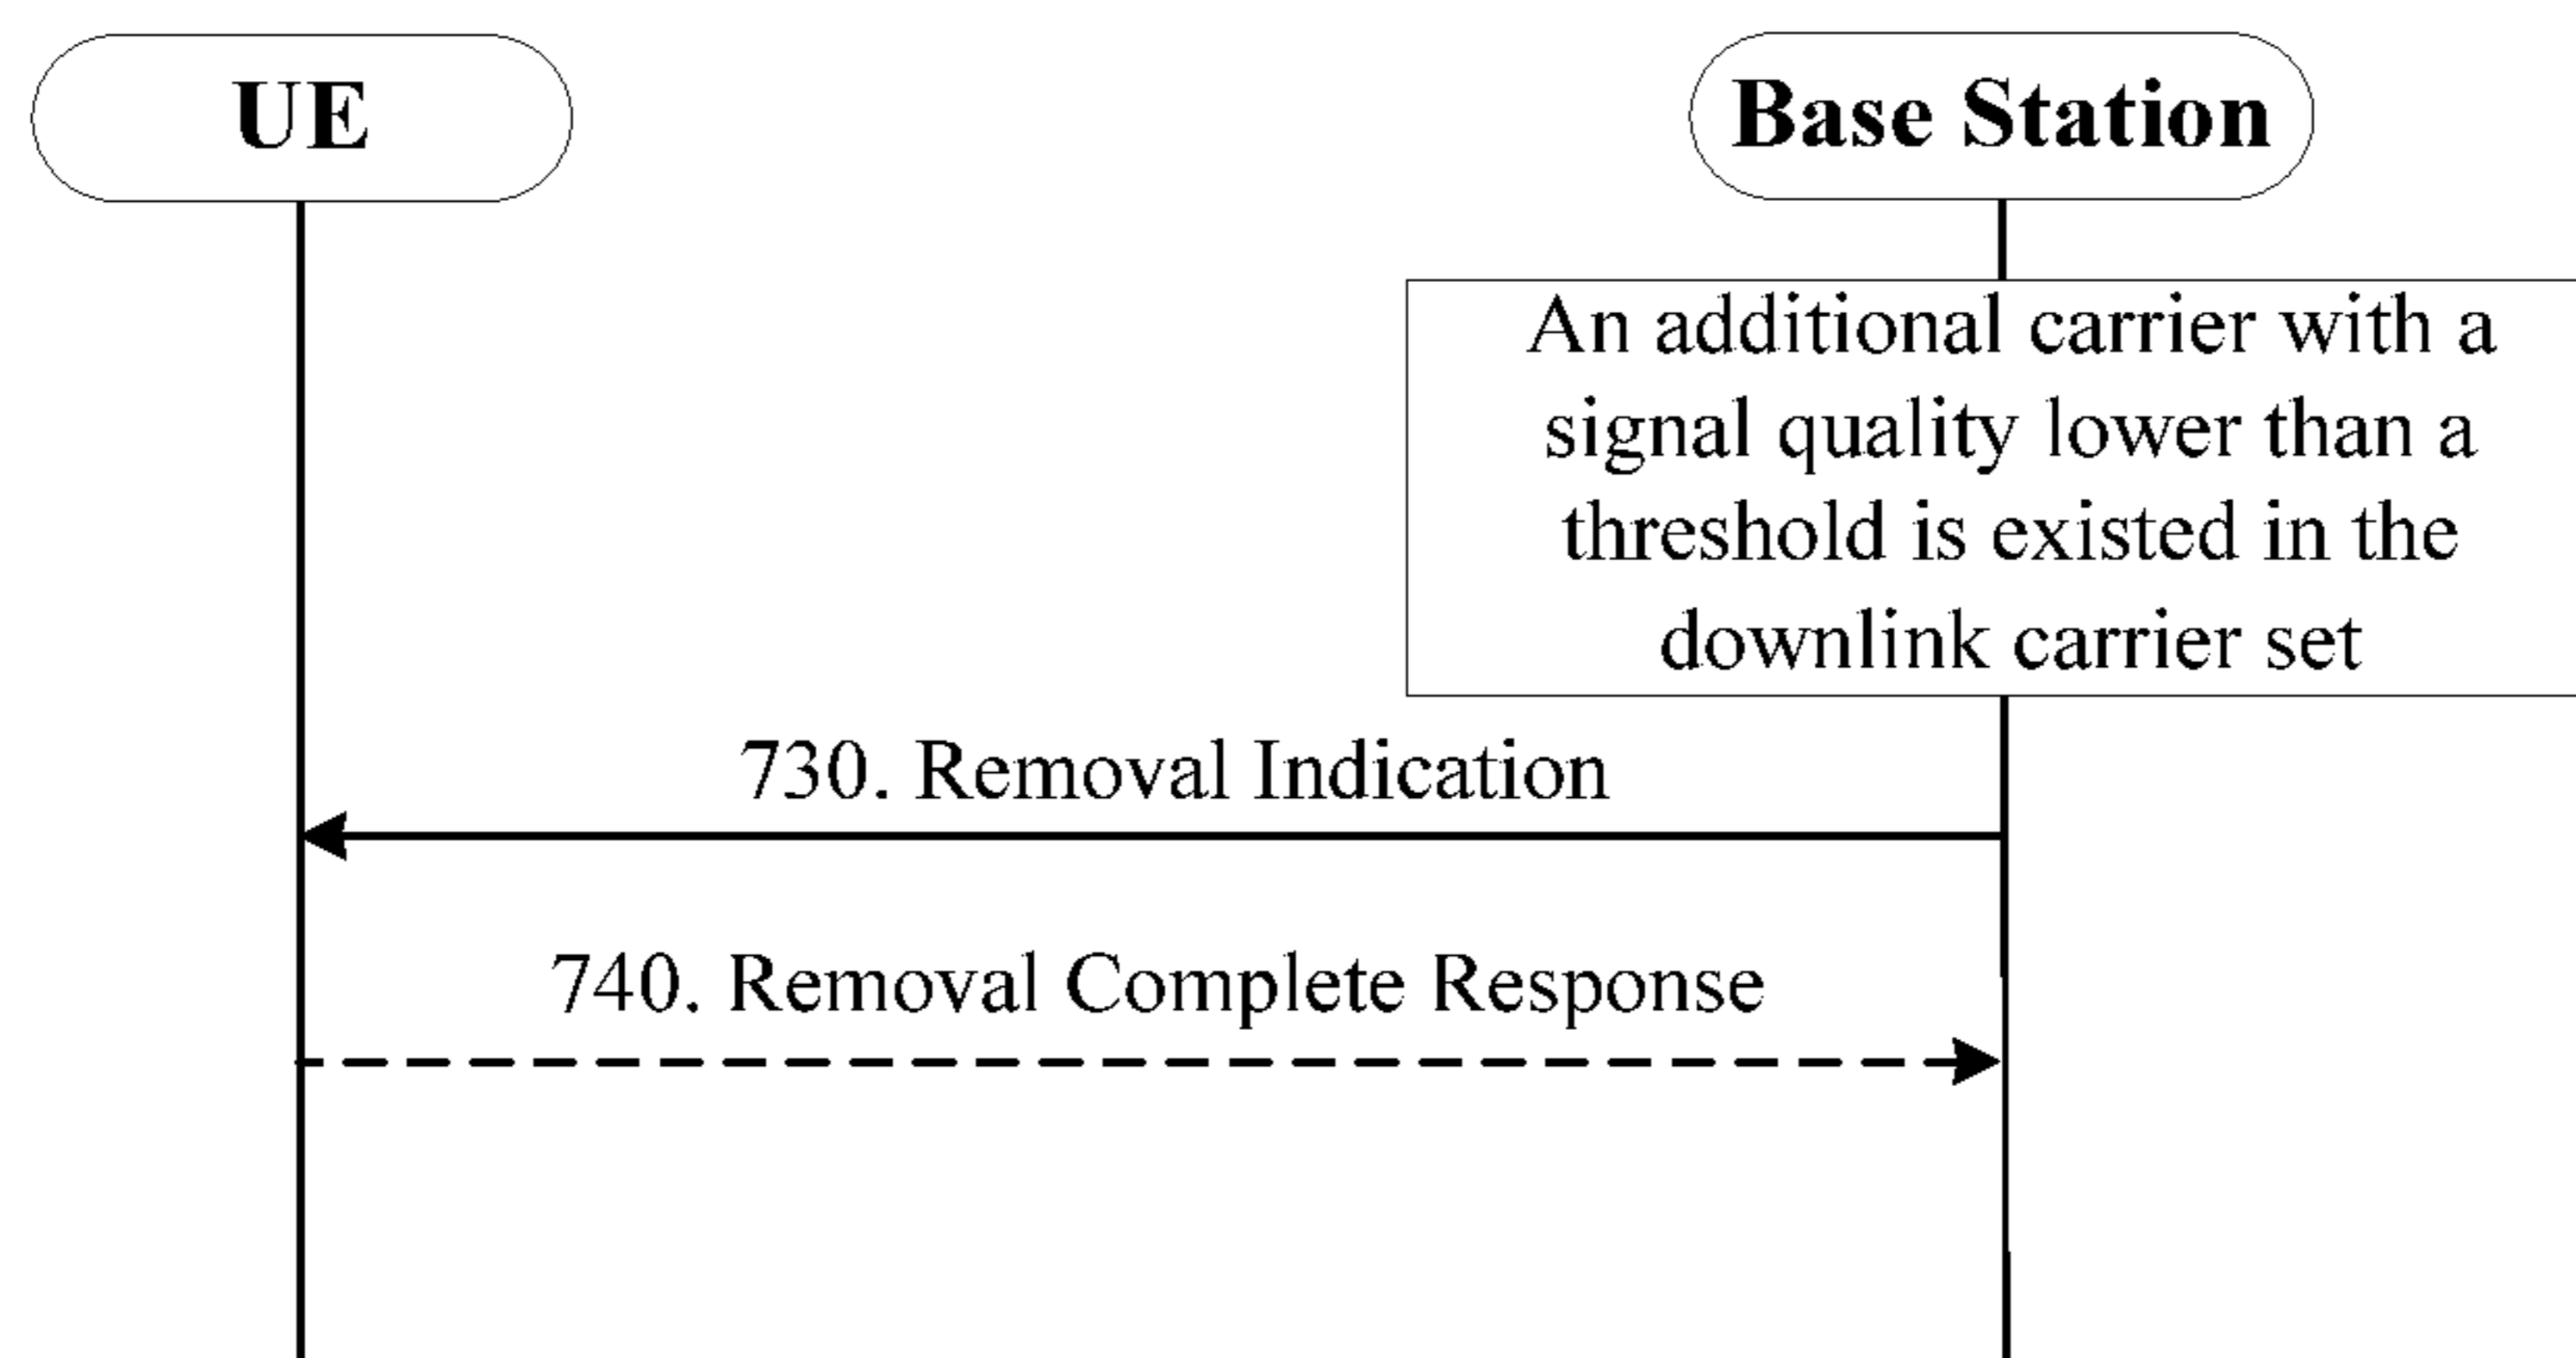 UE
Base Station
An additional carrier with a
signal quality lower than a
threshold is existed in the
downlink carrier set
730. Removal Indication
740. Removal Complete Response